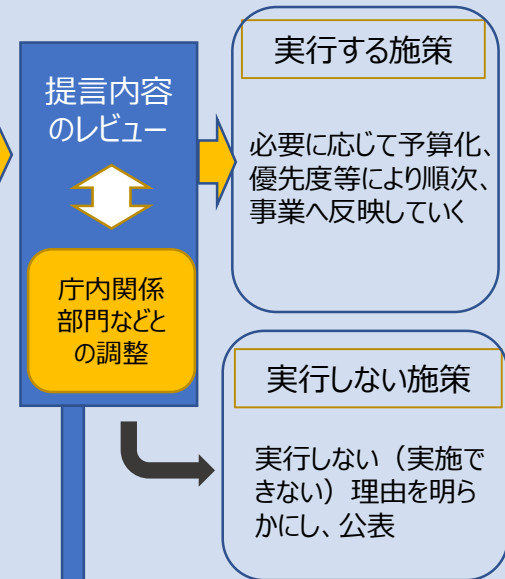 提言内容
のレビュー
庁内関係
部門などと
の調整
実行する施策
必要に応じて予算化、
優先度等により順次、
事業へ反映していく
実行しない施策
実行しない（実施で
きない）理由を明ら
かにし、公表